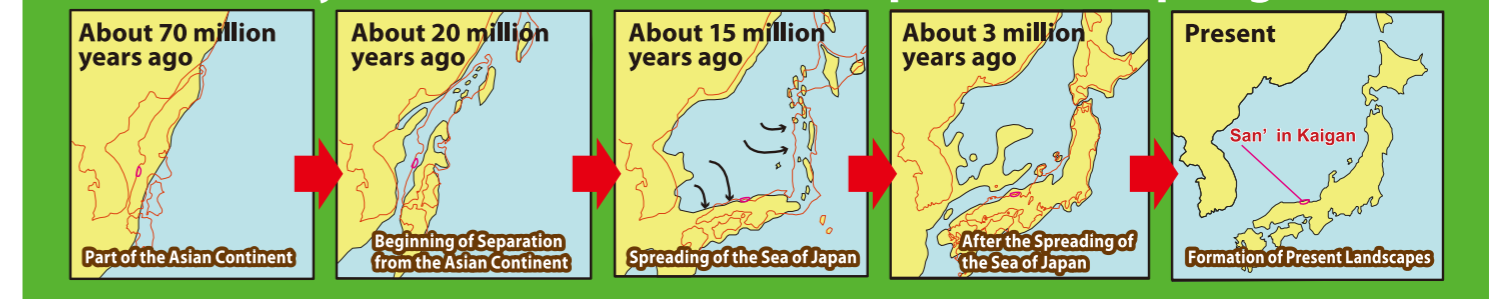 About 70 million
years ago
Part of the Asian Continent
About 20 million
years ago
Beginning of Separation
from the Asian Continent
About 15 million
years ago
Spreading of the Sea of Japan
About 3 million
years ago
After the Spreading of
the Sea of Japan
Present
San' in Kaigan
Formation of Present Landscapes